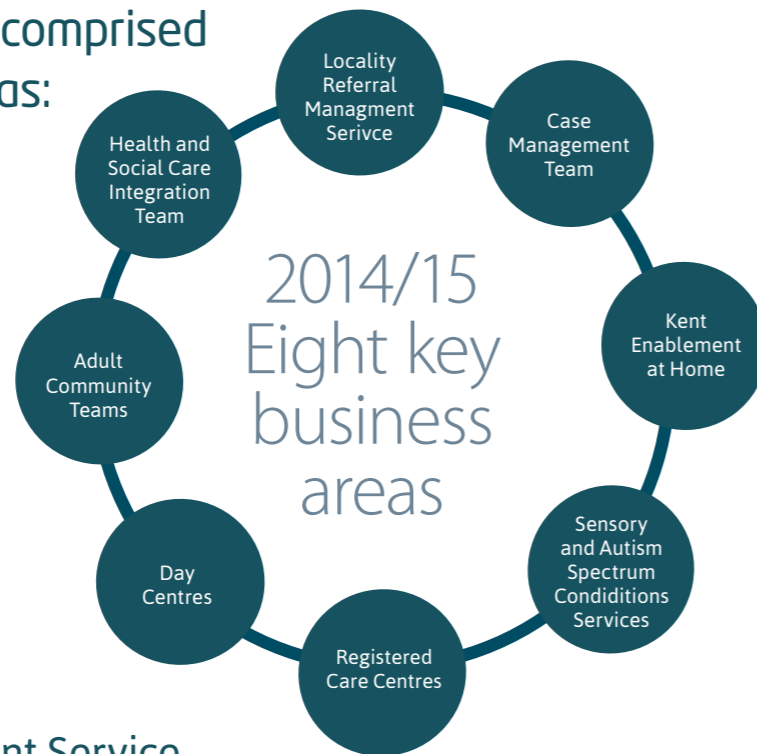 comprised
as:
Locality
Referral
Managment
Serivce
Case
Management
Team
Kent
Enablement
at Home
Sensory
and Autism
Spectrum
Condiditions
Services
Registered
Care Centres
Day
Centres
Adult
Community
Teams
Health and
Social Care
Integration
Team
2014/15
Eight key
business
areas
nt Service